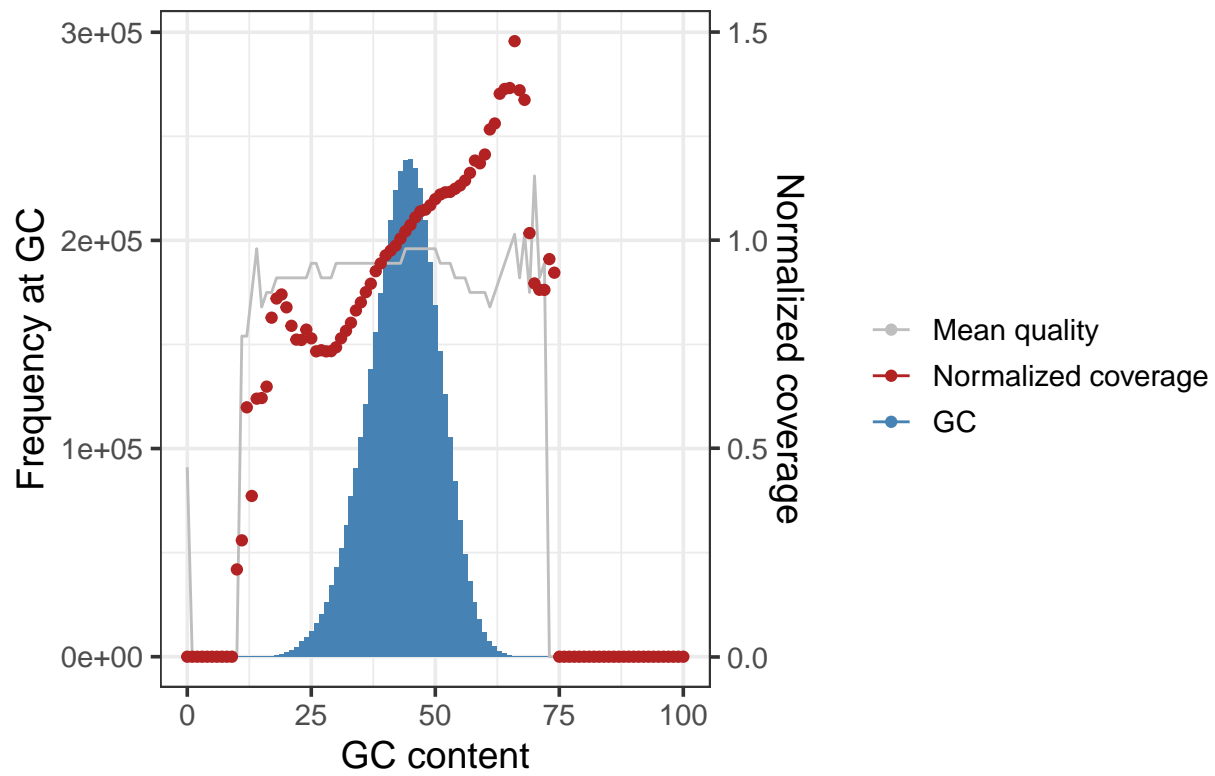 Frequency at GC
3e+05
2e+05
1e+05
0e+00
1.5
1.0
0.5
0.0
Normalized coverage
0
25
50
75
100
GC content
Mean quality
Normalized coverage
GC